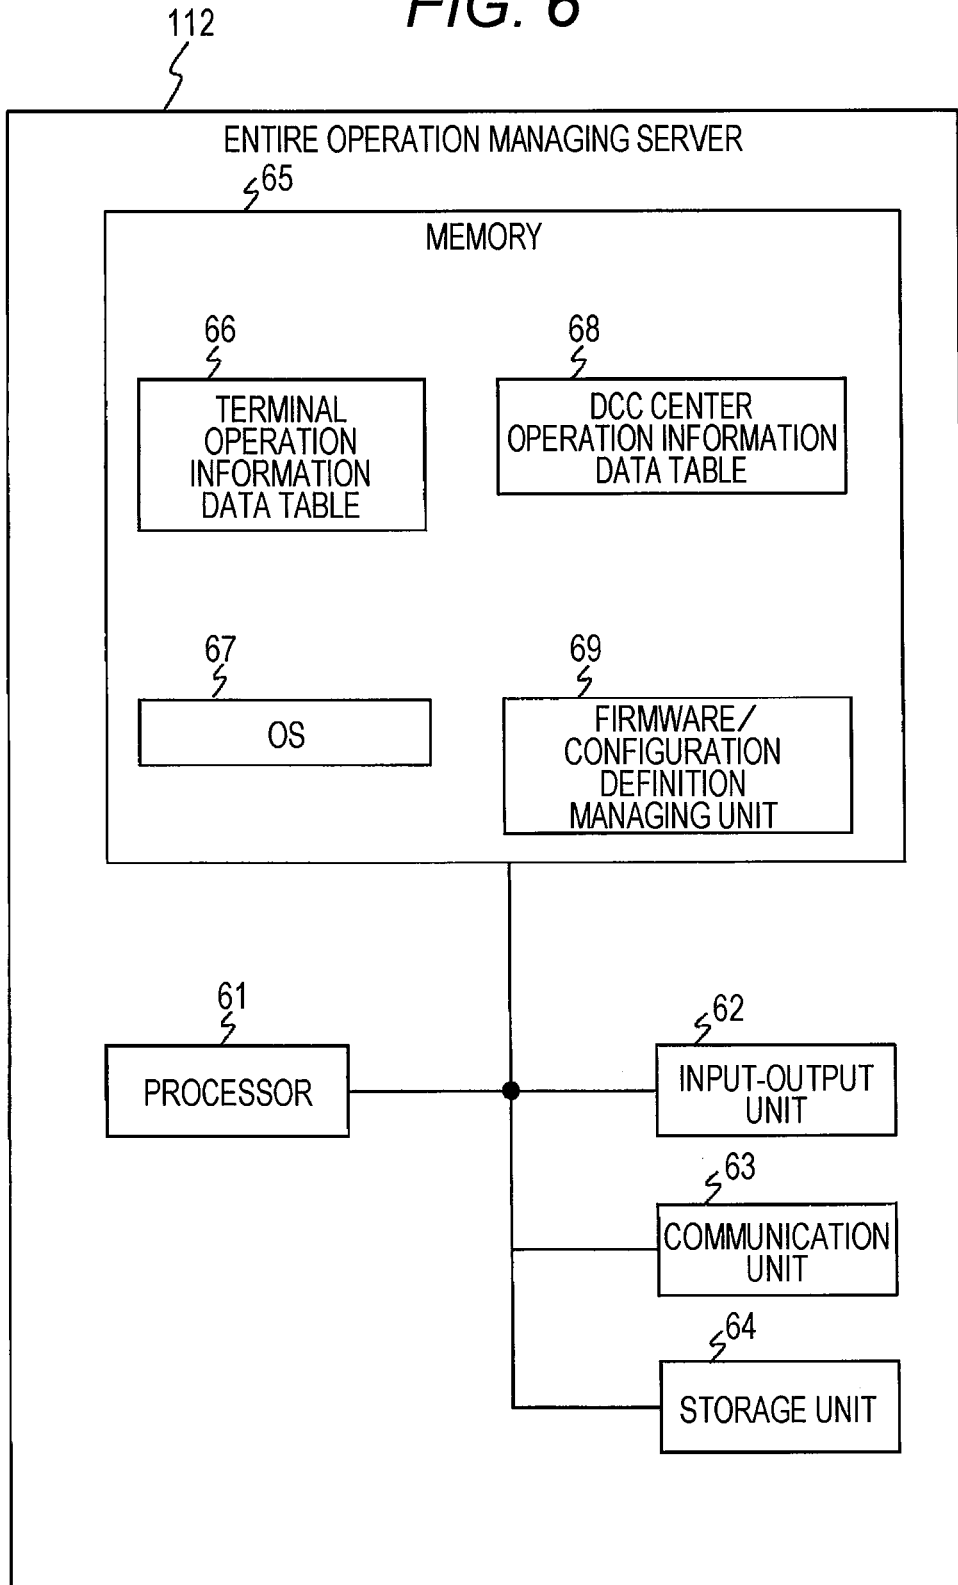 FIG. 6
112
ENTIRE OPERATION MANAGING SERVER
65
MEMORY
66
TERMINAL
OPERATION
INFORMATION
DATA TABLE
68
DCC CENTER
OPERATION INFORMATION
DATA TABLE
67
OS
69
FIRMWARE/
CONFIGURATION
DEFINITION
MANAGING UNIT
61
PROCESSOR
62
INPUT-OUTPUT
UNIT
63
COMMUNICATION
UNIT
64
STORAGE UNIT